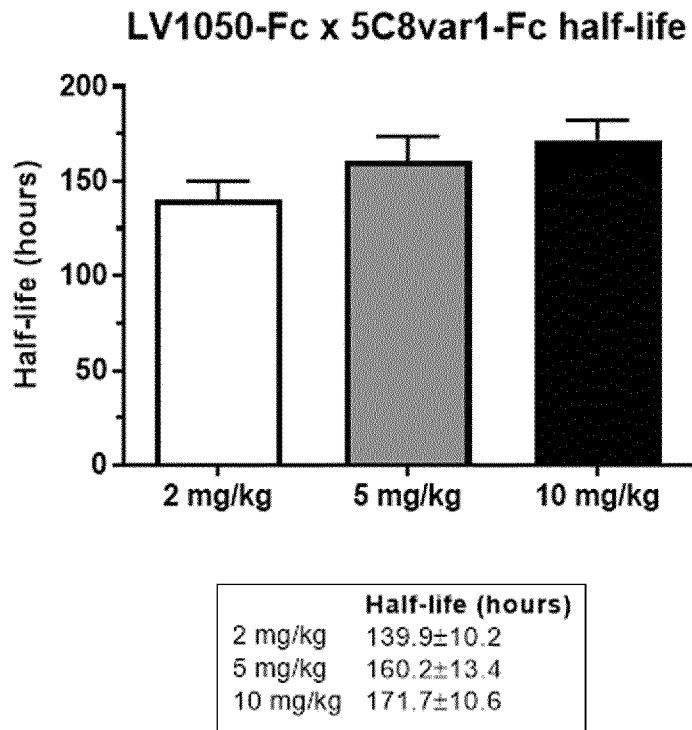 LV1050-Fc x 5C8var1-Fc half-life
Half-life (hours)
200
150
100
50
0
2 mg/kg 5 mg/kg 10 mg/kg
Half-life (hours)
2 mg/kg 139.9±10.2
5 mg/kg 160.2±13.4
10 mg/kg 171.7±10.6